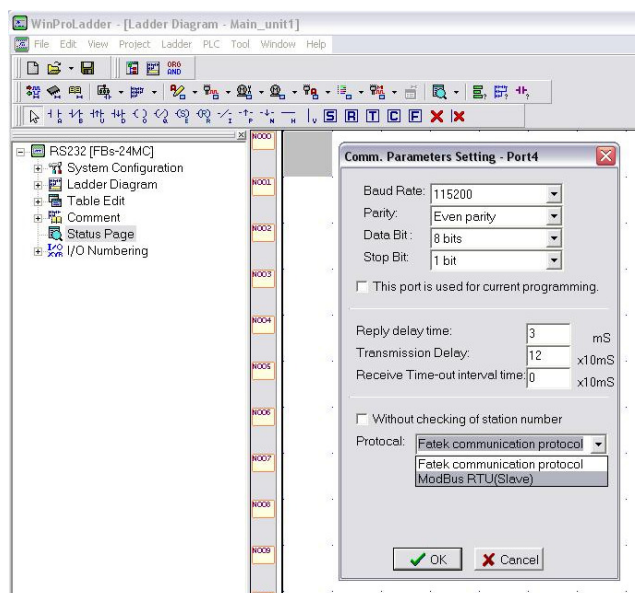 WinProLadder - [Ladder Diagram - Main_unit1]
File Edit View Project Ladder PLC Tool Window Help
ORG
AND
S R T C F
RS232 [FBs-24MC]
System Configuration
Ladder Diagram
Table Edit
Comment
Status Page
I/O Numbering
N000
N001
N002
N003
N004
N005
N006
N007
N008
N009
Comm. Parameters Setting - Port4
Baud Rate: 115200
Parity: Even parity
Data Bit: 8 bits
Stop Bit: 1 bit
This port is used for current programming.
Reply delay time: 3 mS
Transmission Delay: 12 x10mS
Receive Time-out interval time: 0 x10mS
Without checking of station number
Protocal: Fatek communication protocol
Fatek communication protocol
ModBus RTU(Slave)
OK Cancel